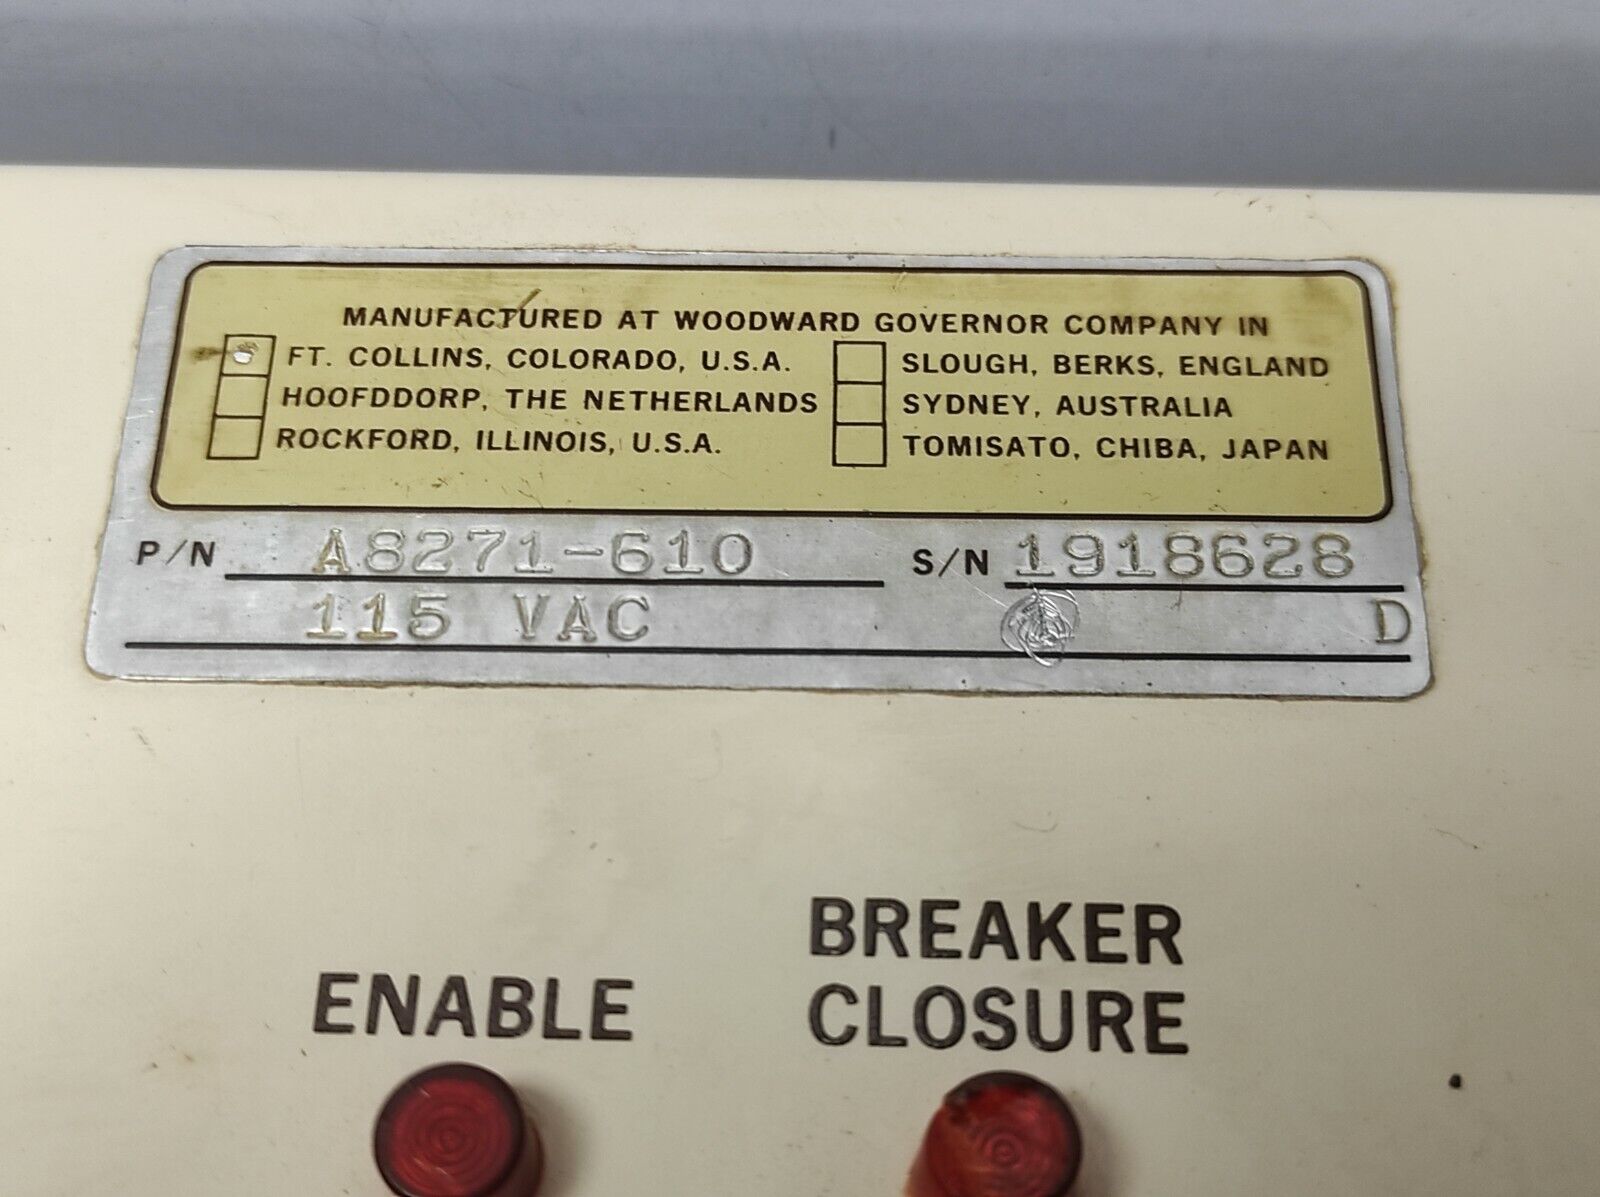 MANUFACTURED AT WOODWARD GOVERNOR COMPANY IN
FT. COLLINS, COLORADO, U.S.A.
HOOFDDORP, THE NETHERLANDS
ROCKFORD, ILLINOIS, U.S.A.
SLOUGH, BERKS, ENGLAND
SYDNEY, AUSTRALIA
TOMISATO, CHIBA, JAPAN
P/N A8271-610 S/N 1918628
115 VAC D
ENABLE
BREAKER
CLOSURE